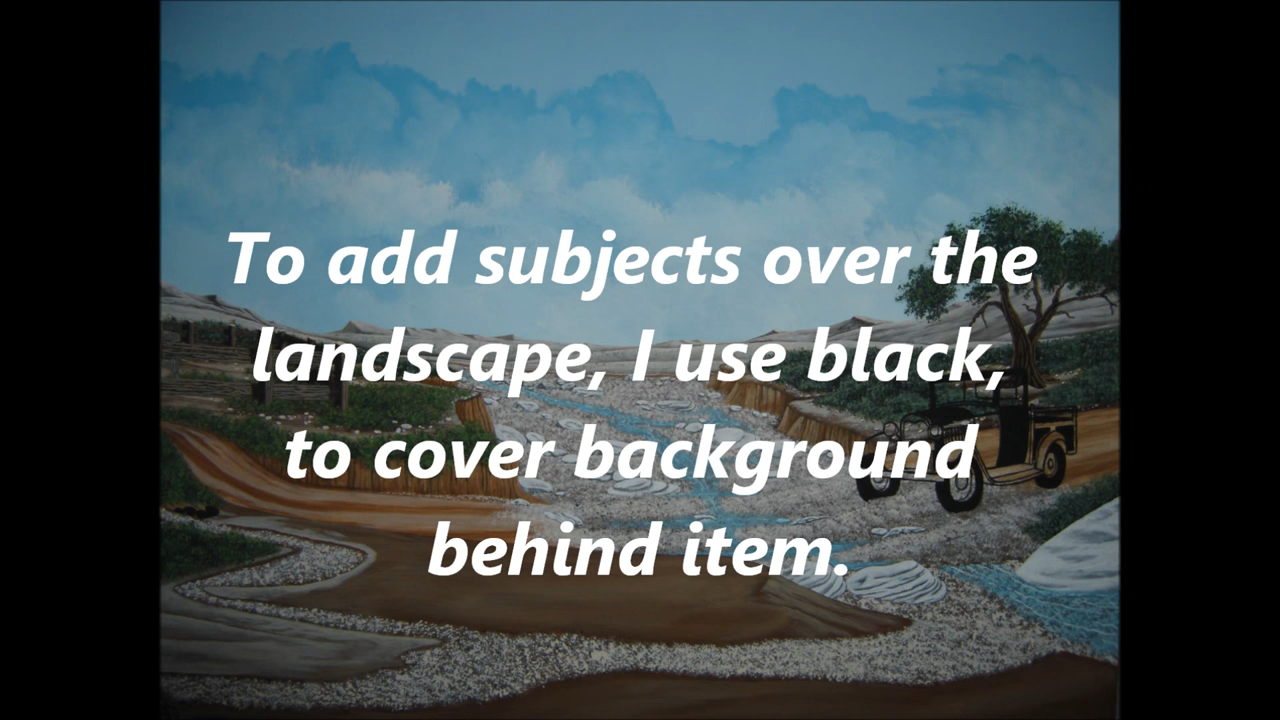 To add subjects over the
landscape, I use black,
to cover background
behind item.